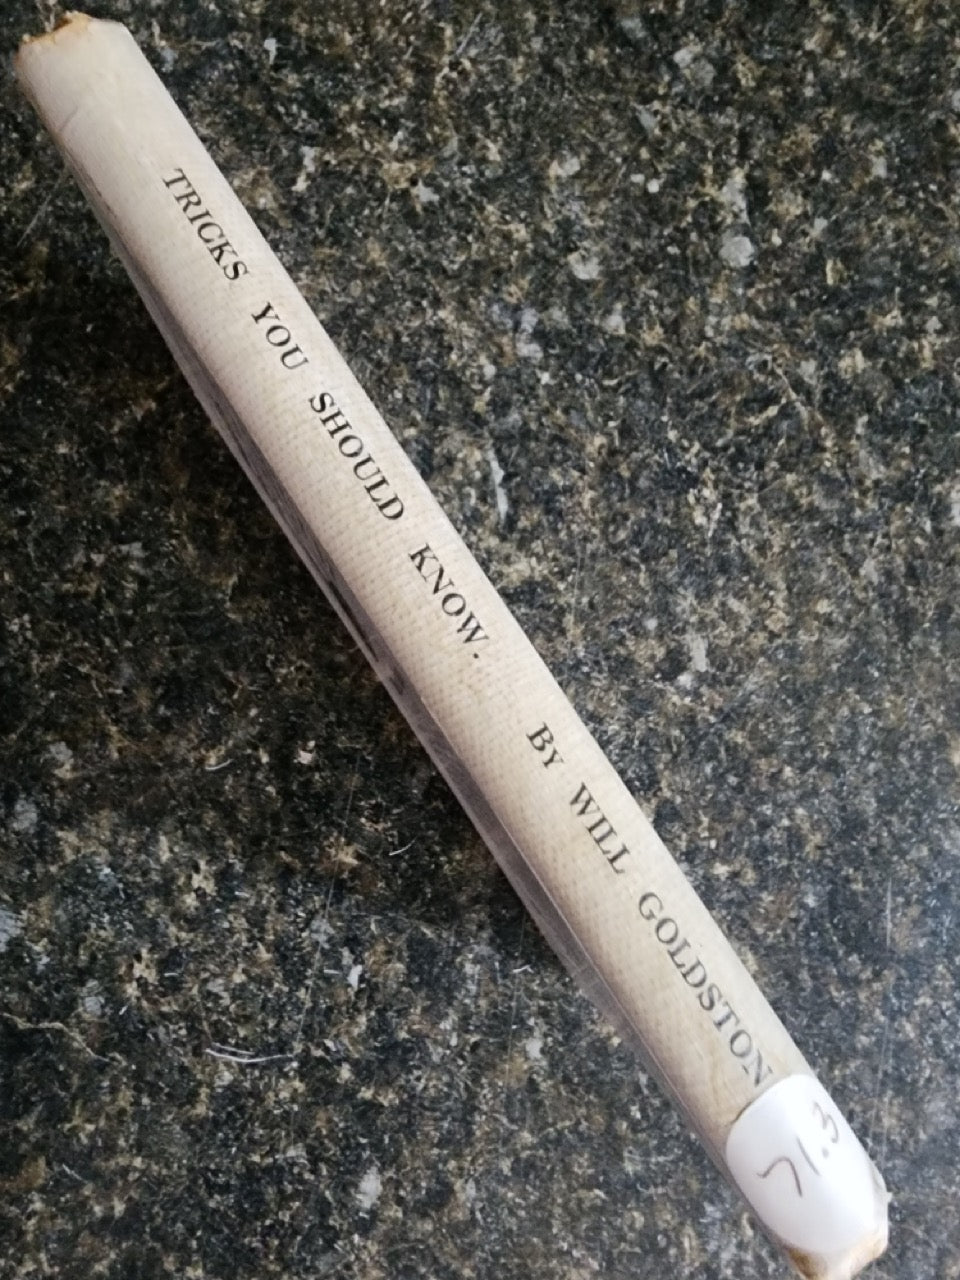 TRICKS YOU SHOULD KNOW. BY WILL GOLDSTON
71.3